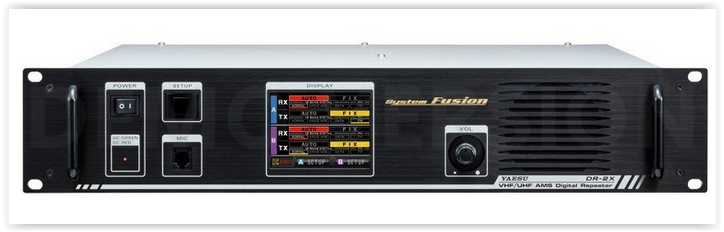 POWER
SETUP
DISPLAY
System Fusion
A
RX
AUTO
FIX
TX
AUTO
FIX
B
RX
AUTO
FIX
TX
AUTO
FIX
A SETUP
B SETUP
AC:GREEN
DC:RED
MIC
VOL
YAESU
DR-2X
VHF/UHF AMS Digital Repeater